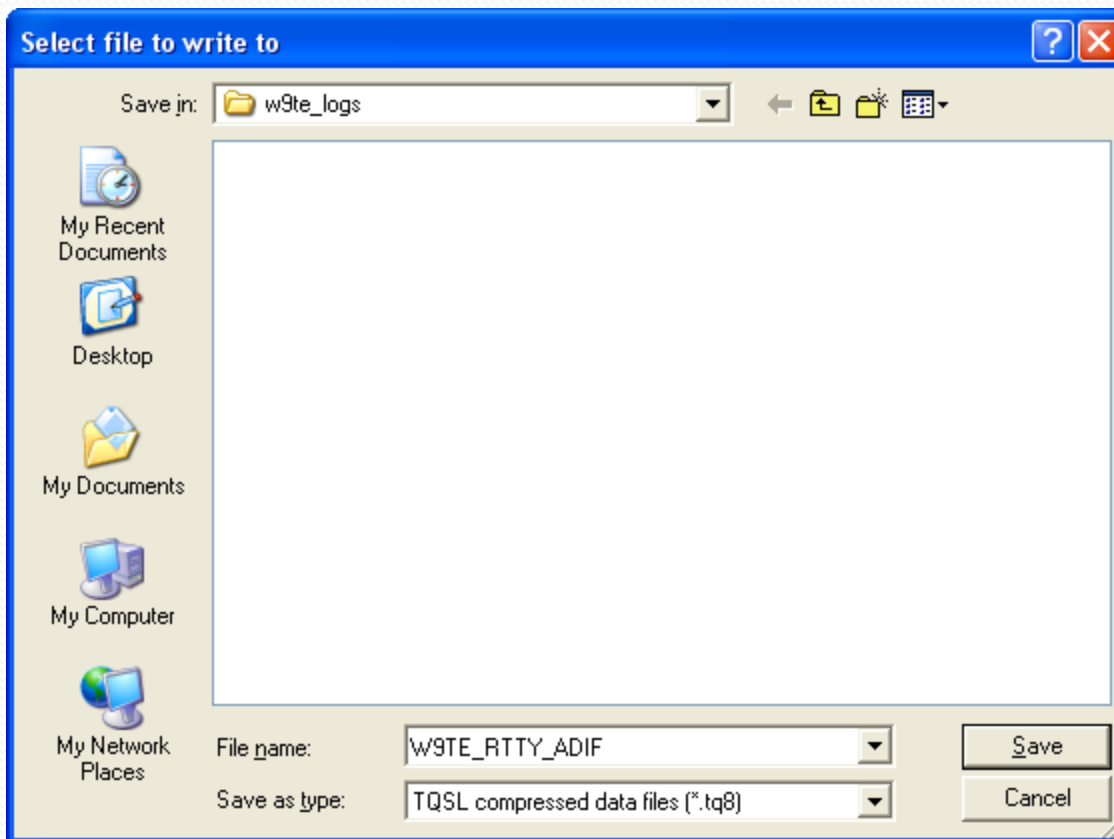 Select file to write to
Save in:
w9te_logs
My Recent
Documents
Desktop
My Documents
My Computer
My Network
Places
File name:
W9TE_RTTY_ADIF
Save
Save as type:
TQSL compressed data files (*.tq8)
Cancel